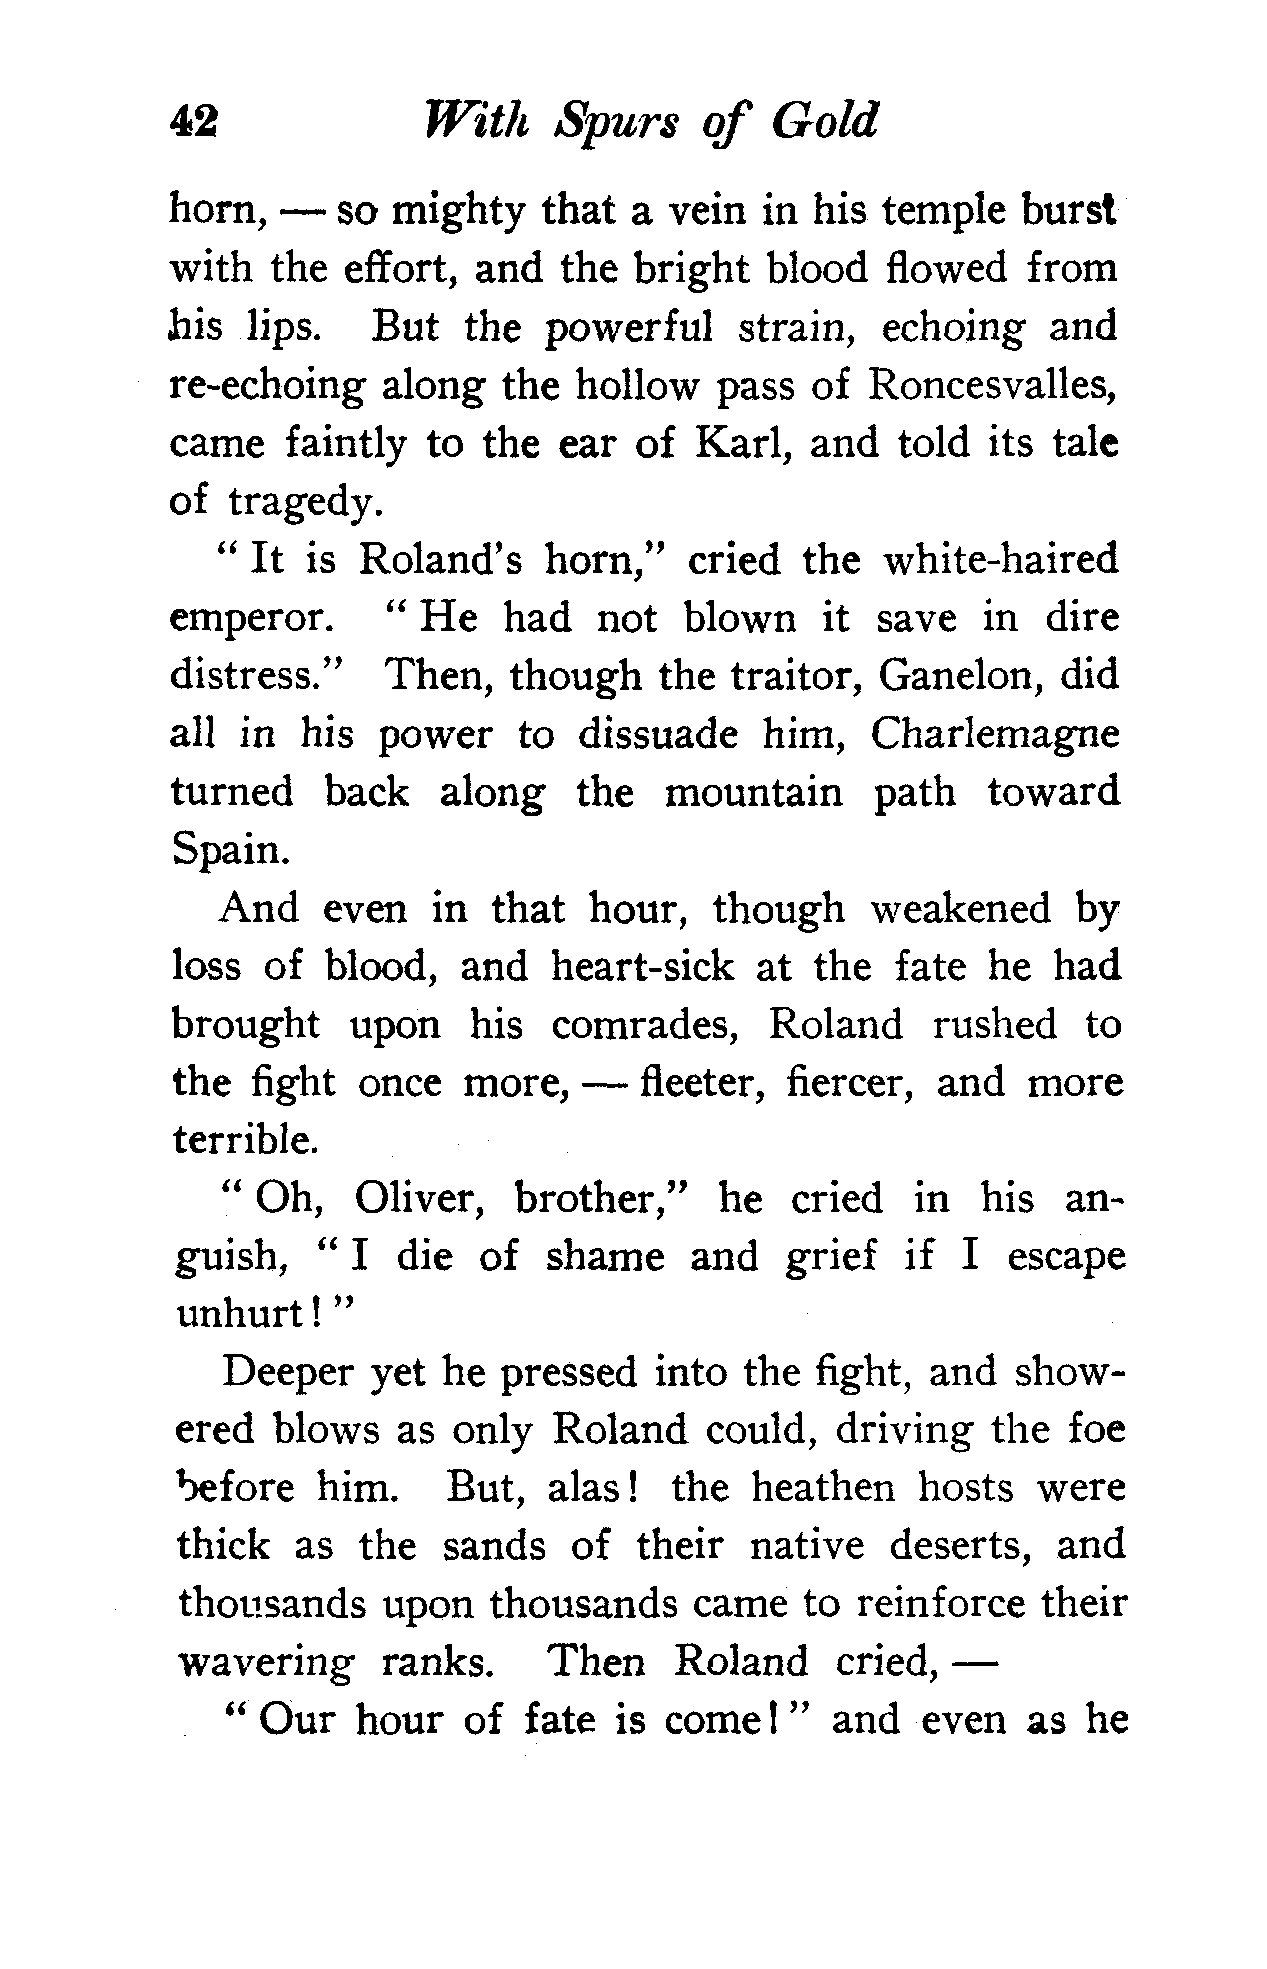 42 With Spurs of Gold
horn, — so mighty that a vein in his temple burst
with the effort, and the bright blood flowed from
his lips. But the powerful strain, echoing and
re-echoing along the hollow pass of Roncesvalles,
came faintly to the ear of Karl, and told its tale
of tragedy.
" It is Roland's horn," cried the white-haired
emperor. " He had not blown it save in dire
distress." Then, though the traitor, Ganelon, did
all in his power to dissuade him, Charlemagne
turned back along the mountain path toward
Spain.
And even in that hour, though weakened by
loss of blood, and heart-sick at the fate he had
brought upon his comrades, Roland rushed to
the fight once more, — fleeter, fiercer, and more
terrible.
" Oh, Oliver, brother," he cried in his an-
guish, " I die of shame and grief if I escape
unhurt ! "
Deeper yet he pressed into the fight, and show-
ered blows as only Roland could, driving the foe
before him. But, alas ! the heathen hosts were
thick as the sands of their native deserts, and
thousands upon thousands came to reinforce their
wavering ranks. Then Roland cried, —
" Our hour of fate is come ! " and even as he